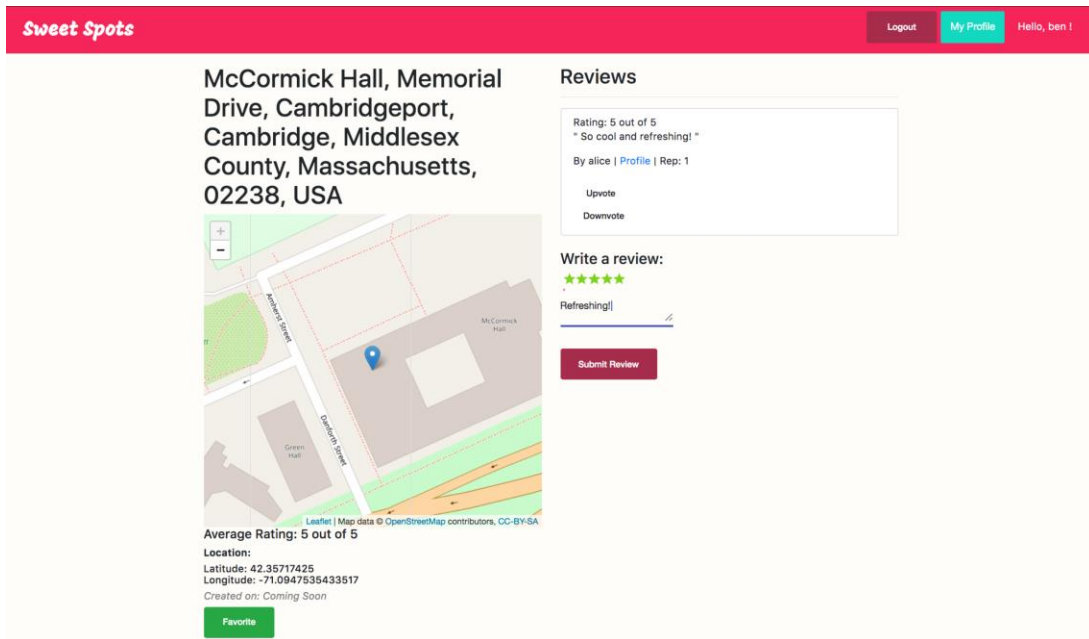 Sweet Spots
Logout
My Profile
Hello, ben !
McCormick Hall, Memorial
Drive, Cambridgeport,
Cambridge, Middlesex
County, Massachusetts,
02238, USA
+
−
Amherst Street
McCormick
Hall
Danforth Street
Green
Hall
Leaflet | Map data © OpenStreetMap contributors, CC-BY-SA
Average Rating: 5 out of 5
Location:
Latitude: 42.35717425
Longitude: -71.0947535433517
Created on: Coming Soon
Favorite
Reviews
Rating: 5 out of 5
" So cool and refreshing! "
By alice | Profile | Rep: 1
Upvote
Downvote
Write a review:
Refreshing!
Submit Review